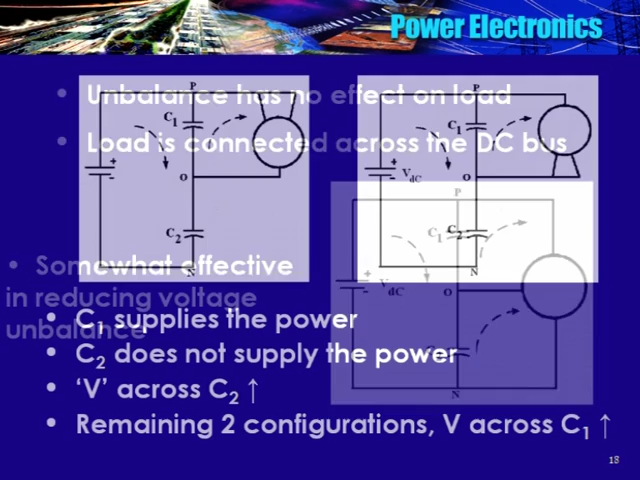 Power Electronics
• Unbalance has no effect on load
• Load is connected across the DC bus
P
C1
+
-
O
C2
N
P
C1
+
-
VdC
O
C2
N
P
C1
+
-
VdC
O
N
• Somewhat effective
in reducing voltage
unbalance
• C1 supplies the power
• C2 does not supply the power
• ‘V’ across C2 ↑
• Remaining 2 configurations, V across C1 ↑
18